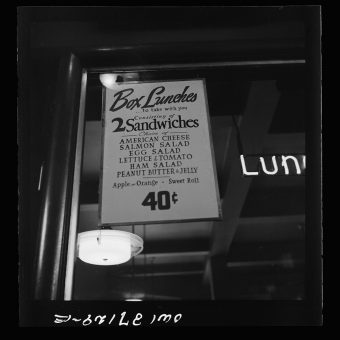 Box Lunches
To take with you
Consisting of
2 Sandwiches
Choice of
AMERICAN CHEESE
SALMON SALAD
EGG SALAD
LETTUCE & TOMATO
HAM SALAD
PEANUT BUTTER & JELLY
Apple or Orange - Sweet Roll
40¢
LUN